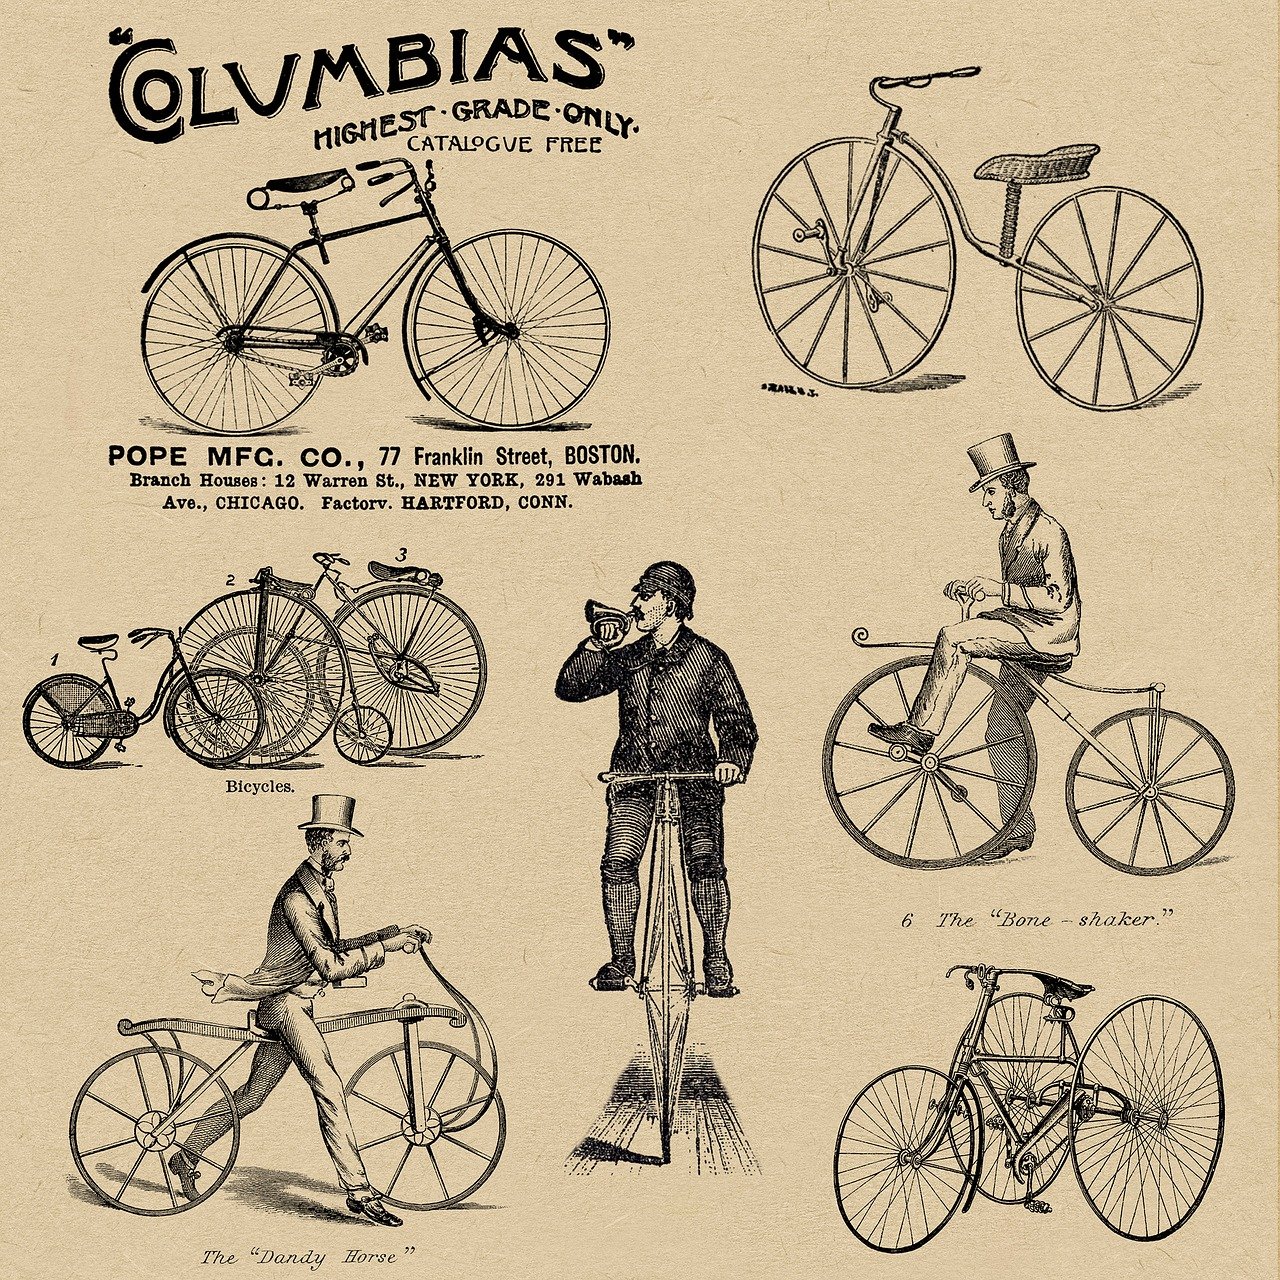 "COLUMBIAS"
HIGHEST·GRADE·ONLY.
CATALOGUE FREE
POPE MFG. CO., 77 Franklin Street, BOSTON.
Branch Houses: 12 Warren St., NEW YORK, 291 Wabash
Ave., CHICAGO. Factory. HARTFORD, CONN.
1
2
3
Bicycles.
6 The "Bone-shaker."
The "Dandy Horse"